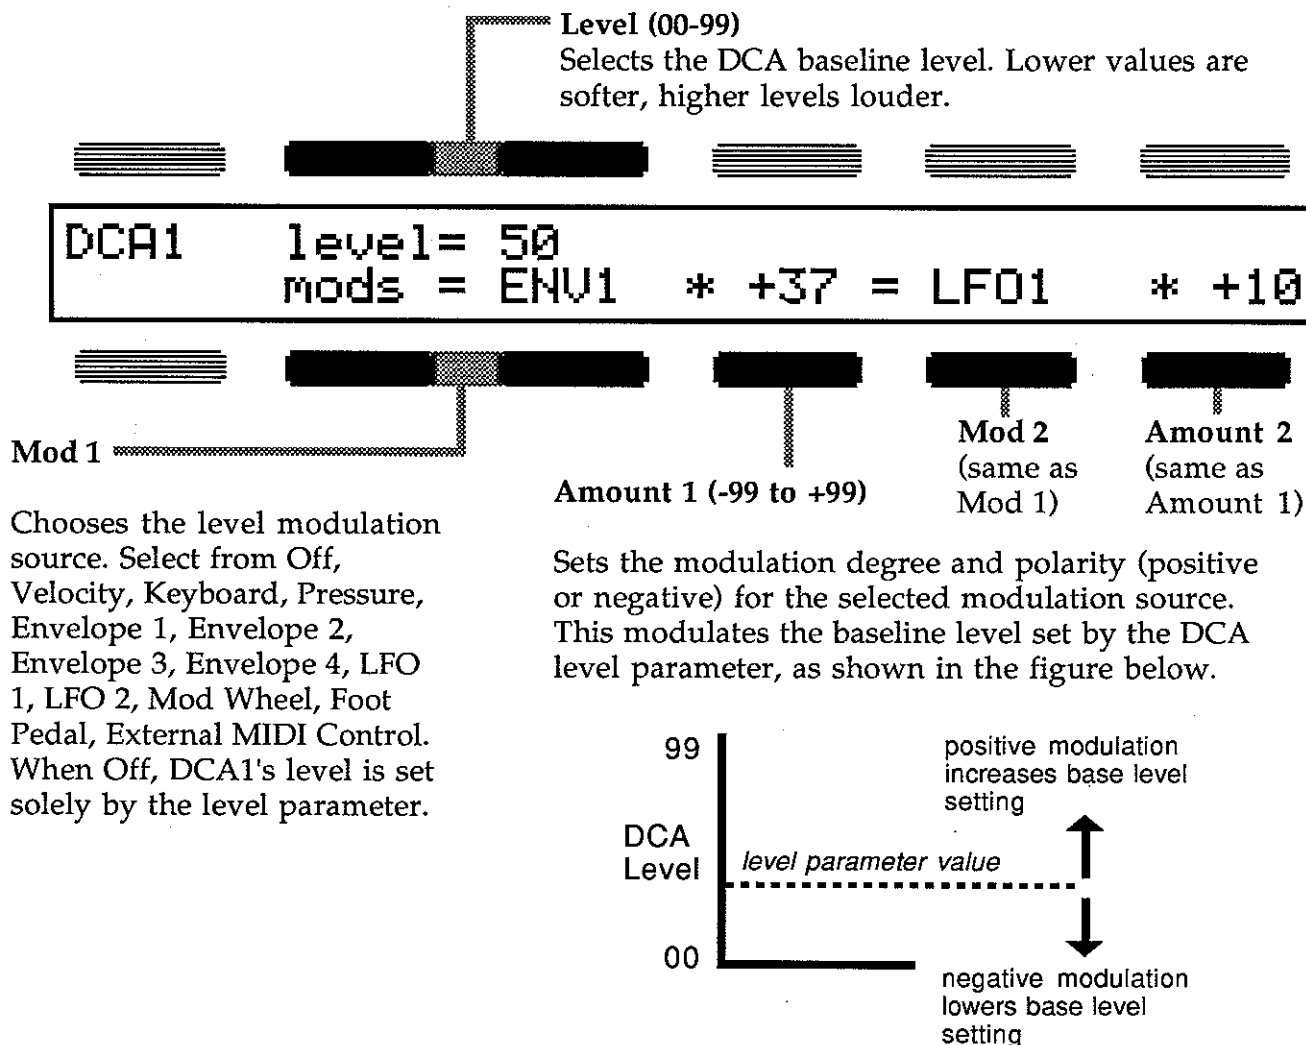 Level (00-99)
Selects the DCA baseline level. Lower values are
softer, higher levels louder.
DCA1 level= 50
mods = ENV1 * +37 = LFO1 * +10
Mod 1
Chooses the level modulation
source. Select from Off,
Velocity, Keyboard, Pressure,
Envelope 1, Envelope 2,
Envelope 3, Envelope 4, LFO
1, LFO 2, Mod Wheel, Foot
Pedal, External MIDI Control.
When Off, DCA1's level is set
solely by the level parameter.
Amount 1 (-99 to +99)
Sets the modulation degree and polarity (positive
or negative) for the selected modulation source.
This modulates the baseline level set by the DCA
level parameter, as shown in the figure below.
Mod 2
(same as
Mod 1)
Amount 2
(same as
Amount 1)
99
DCA
Level
00
level parameter value
positive modulation
increases base level
setting
negative modulation
lowers base level
setting